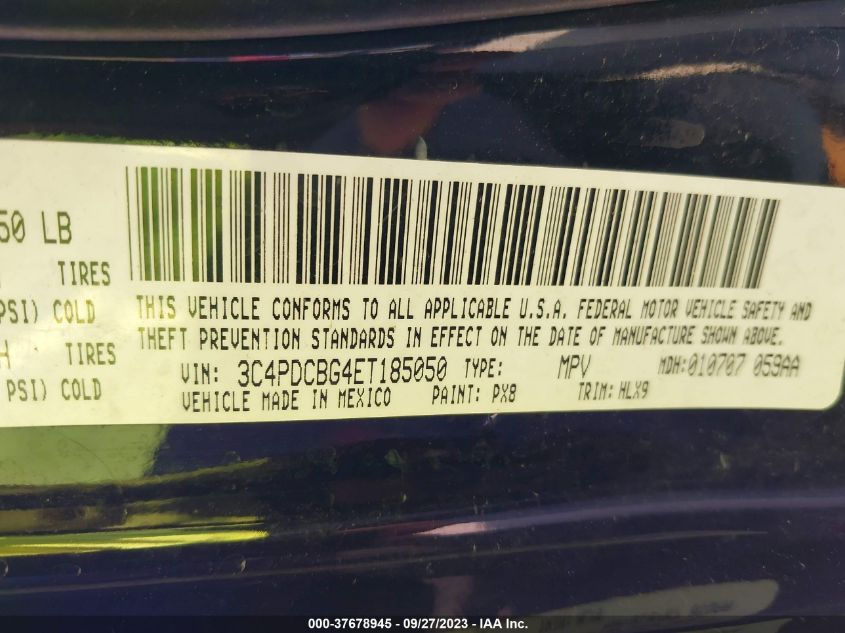 50 LB
TIRES
PSI) COLD
H TIRES
PSI) COLD
THIS VEHICLE CONFORMS TO ALL APPLICABLE U.S.A. FEDERAL MOTOR VEHICLE SAFETY AND
THEFT PREVENTION STANDARDS IN EFFECT ON THE DATE OF MANUFACTURE SHOWN ABOVE.
VIN: 3C4PDCBG4ET185050 TYPE: MPV MDH:010707 059AA
VEHICLE MADE IN MEXICO PAINT: PX8 TRIM: HLX9
000-37678945 - 09/27/2023 - IAA Inc.